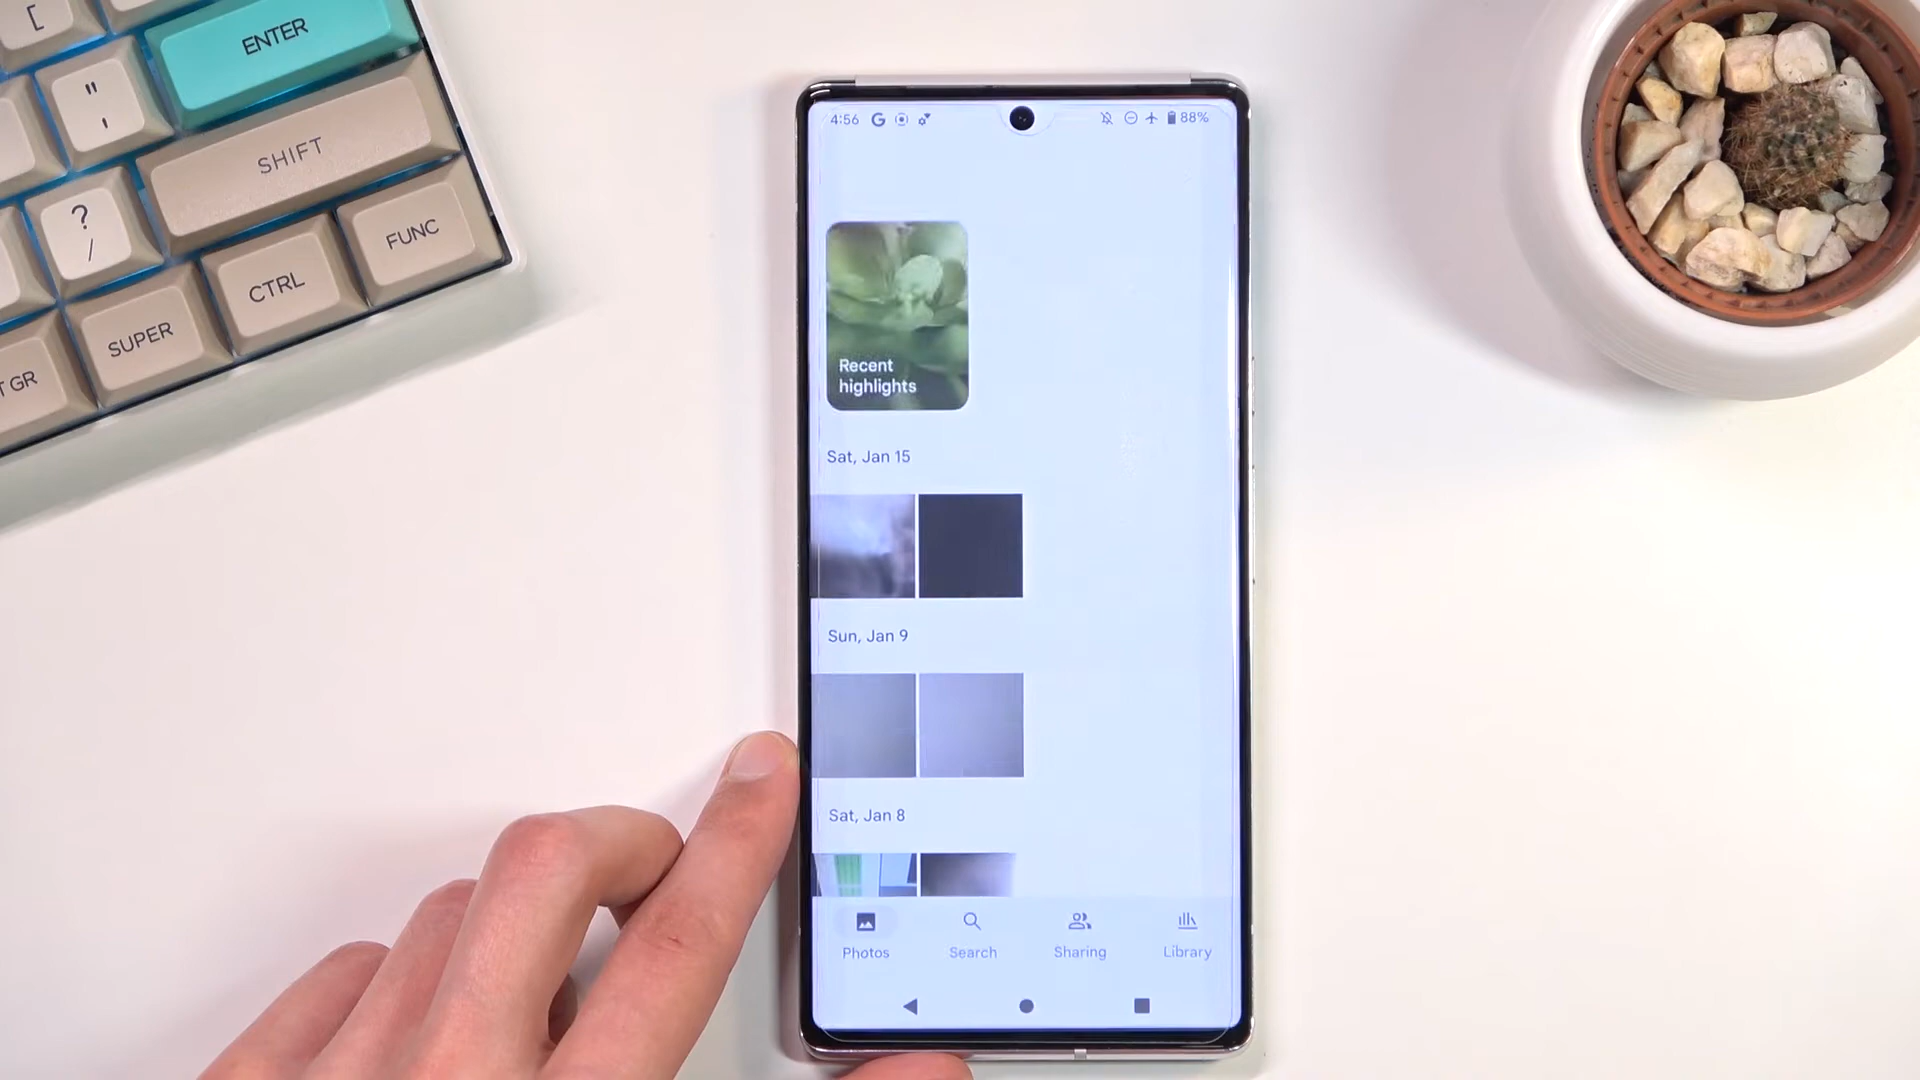 [
ENTER
"
,
SHIFT
?
/
FUNC
CTRL
SUPER
T GR
4:56
88%
Recent
highlights
Sat, Jan 15
Sun, Jan 9
Sat, Jan 8
Photos
Search
Sharing
Library